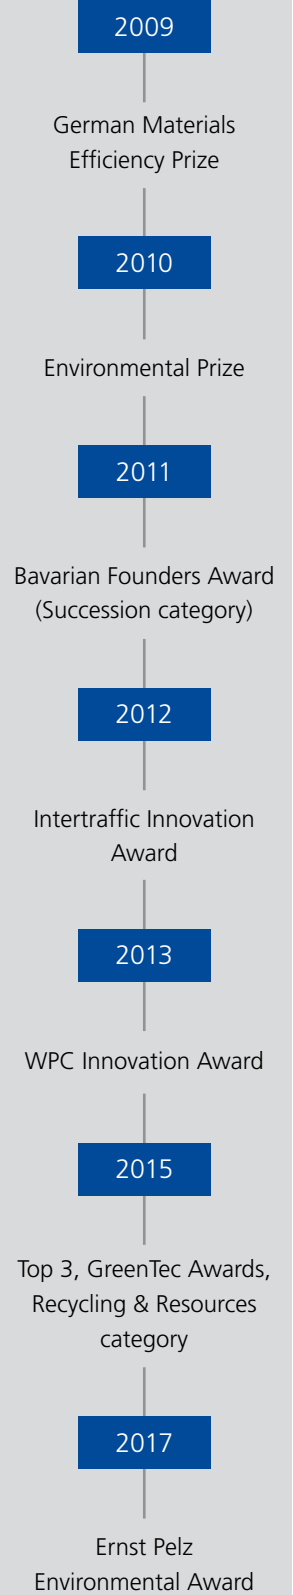 2009
German Materials
Efficiency Prize
2010
Environmental Prize
2011
Bavarian Founders Award
(Succession category)
2012
Intertraffic Innovation
Award
2013
WPC Innovation Award
2015
Top 3, GreenTec Awards,
Recycling & Resources
category
2017
Ernst Pelz
Environmental Award